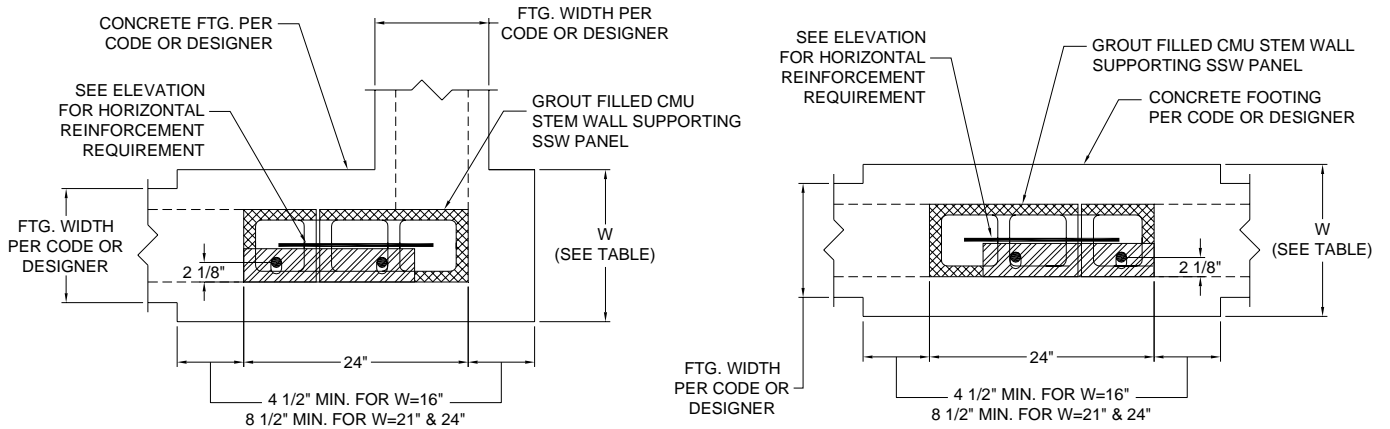 CONCRETE FTG. PER
CODE OR DESIGNER
FTG. WIDTH PER
CODE OR DESIGNER
SEE ELEVATION
FOR HORIZONTAL
REINFORCEMENT
REQUIREMENT
GROUT FILLED CMU
STEM WALL SUPPORTING
SSW PANEL
FTG. WIDTH
PER CODE OR
DESIGNER
2 1/8"
W
(SEE TABLE)
24"
4 1/2" MIN. FOR W=16"
8 1/2" MIN. FOR W=21" & 24"
SEE ELEVATION
FOR HORIZONTAL
REINFORCEMENT
REQUIREMENT
GROUT FILLED CMU STEM WALL
SUPPORTING SSW PANEL
CONCRETE FOOTING
PER CODE OR DESIGNER
W
(SEE TABLE)
2 1/8"
24"
FTG. WIDTH
PER CODE OR
DESIGNER
4 1/2" MIN. FOR W=16"
8 1/2" MIN. FOR W=21" & 24"